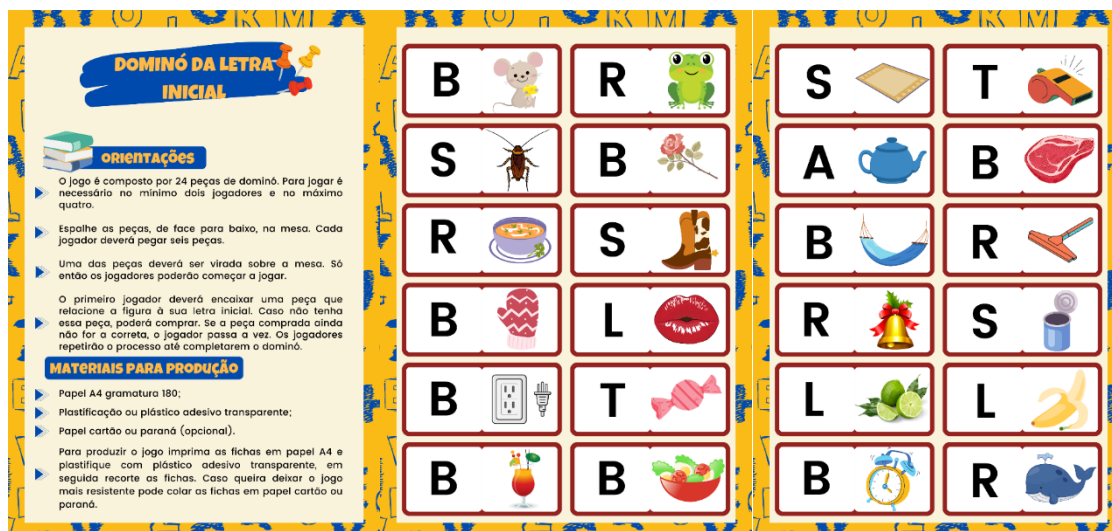 DOMINÓ DA LETRA
INICIAL
ORIENTAÇÕES
O jogo é composto por 24 peças de dominó. Para jogar é
necessário no mínimo dois jogadores e no máximo
quatro.
Espalhe as peças, de face para baixo, na mesa. Cada
jogador deverá pegar seis peças.
Uma das peças deverá ser virada sobre a mesa. Só
então os jogadores poderão começar a jogar.
O primeiro jogador deverá encaixar uma peça que
relacione a figura à sua letra inicial. Caso não tenha
essa peça, poderá comprar. Se a peça comprada ainda
não for a correta, o jogador passa a vez. Os jogadores
repetirão o processo até completarem o dominó.
MATERIAIS PARA PRODUÇÃO
Papel A4 gramatura 180;
Plastificação ou plástico adesivo transparente;
Papel cartão ou paraná (opcional).
Para produzir o jogo imprima as fichas em papel A4 e
plastifique com plástico adesivo transparente, em
seguida recorte as fichas. Caso queira deixar o jogo
mais resistente pode colar as fichas em papel cartão ou
paraná.
B R
S B
R S
B L
B T
B B
S T
A B
B R
R S
L L
B R